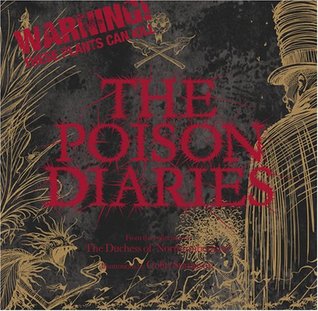 WARNING!
THESE PLANTS CAN KILL
THE
POISON
DIARIES
The Duchess of Northumberland